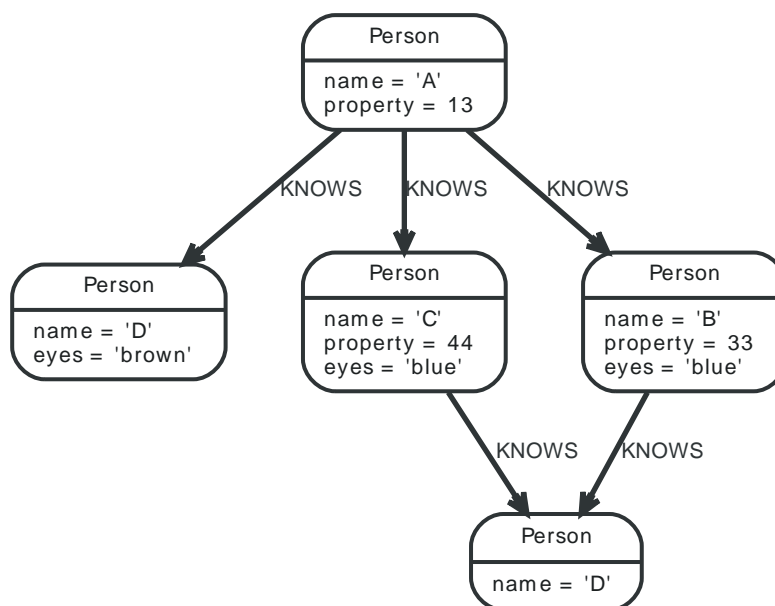 Person
name = 'A'
property = 13
KNOWS
KNOWS
KNOWS
Person
name = 'D'
eyes = 'brown'
Person
name = 'C'
property = 44
eyes = 'blue'
Person
name = 'B'
property = 33
eyes = 'blue'
KNOWS
KNOWS
Person
name = 'D'